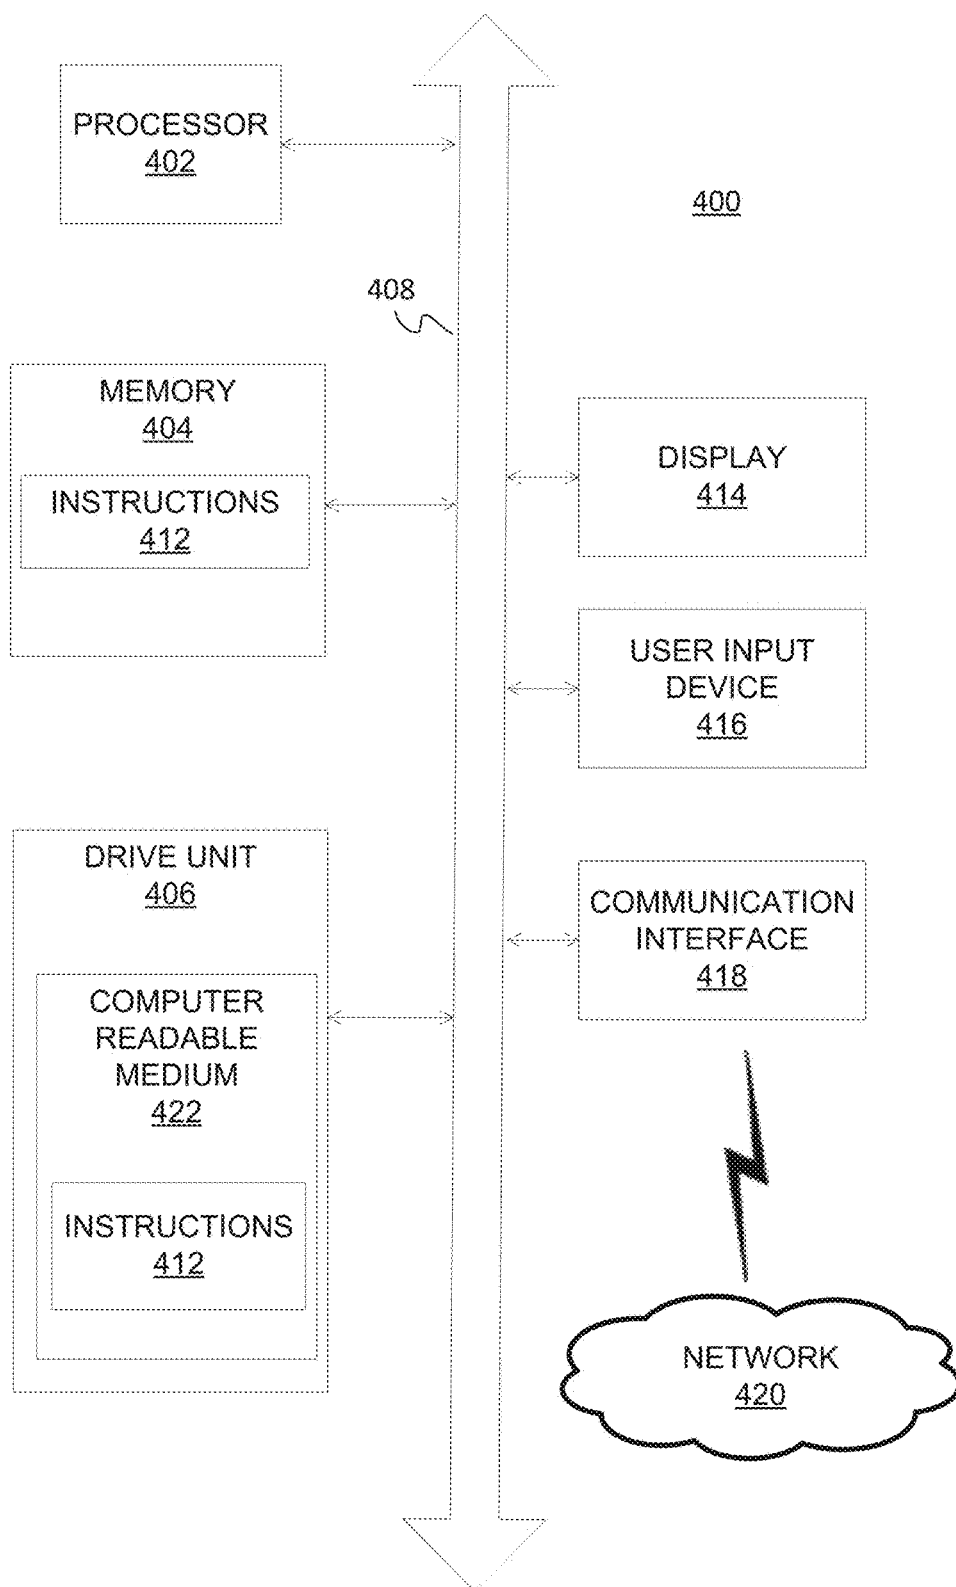 PROCESSOR
402
400
408
MEMORY
404
INSTRUCTIONS
412
DISPLAY
414
USER INPUT
DEVICE
416
DRIVE UNIT
406
COMPUTER
READABLE
MEDIUM
422
INSTRUCTIONS
412
COMMUNICATION
INTERFACE
418
NETWORK
420